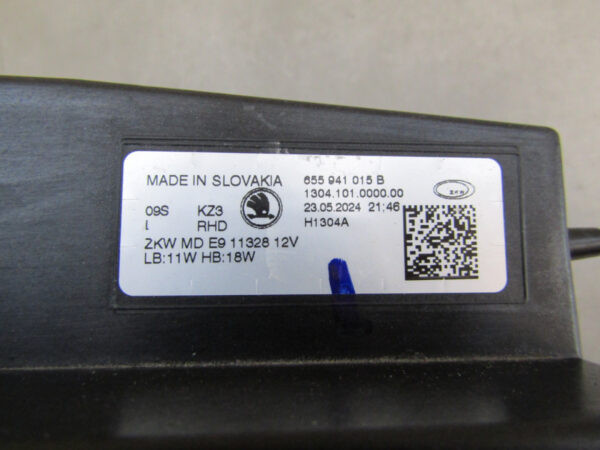 MADE IN SLOVAKIA
655 941 015 B
1304.101.0000.00
09S KZ3
23.05.2024 21:46
l RHD
H1304A
ZKW MD E9 11328 12V
LB:11W HB:18W
ZKW